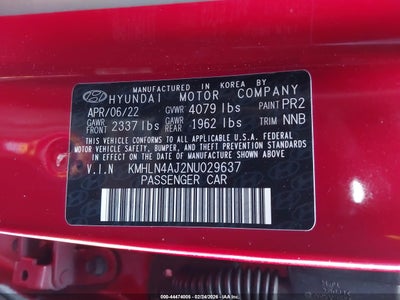 MANUFACTURED IN KOREA BY
HYUNDAI MOTOR COMPANY
APR/06/22 GVWR 4079 lbs PAINT PR2
GAWR FRONT 2337 lbs GAWR REAR 1962 lbs TRIM NNB
THIS VEHICLE CONFORMS TO ALL APPLICABLE U.S.A FEDERAL
MOTOR VEHICLE SAFETY, BUMPER, AND THEFT PREVENTION
STANDARDS IN EFFECT ON THE DATE OF MANUFACTURE
SHOWN ABOVE.
V.I.N KMHLN4AJ2NU029637
PASSENGER CAR
© IAA-44474005 - 02/24/2026 - IAAI.COM